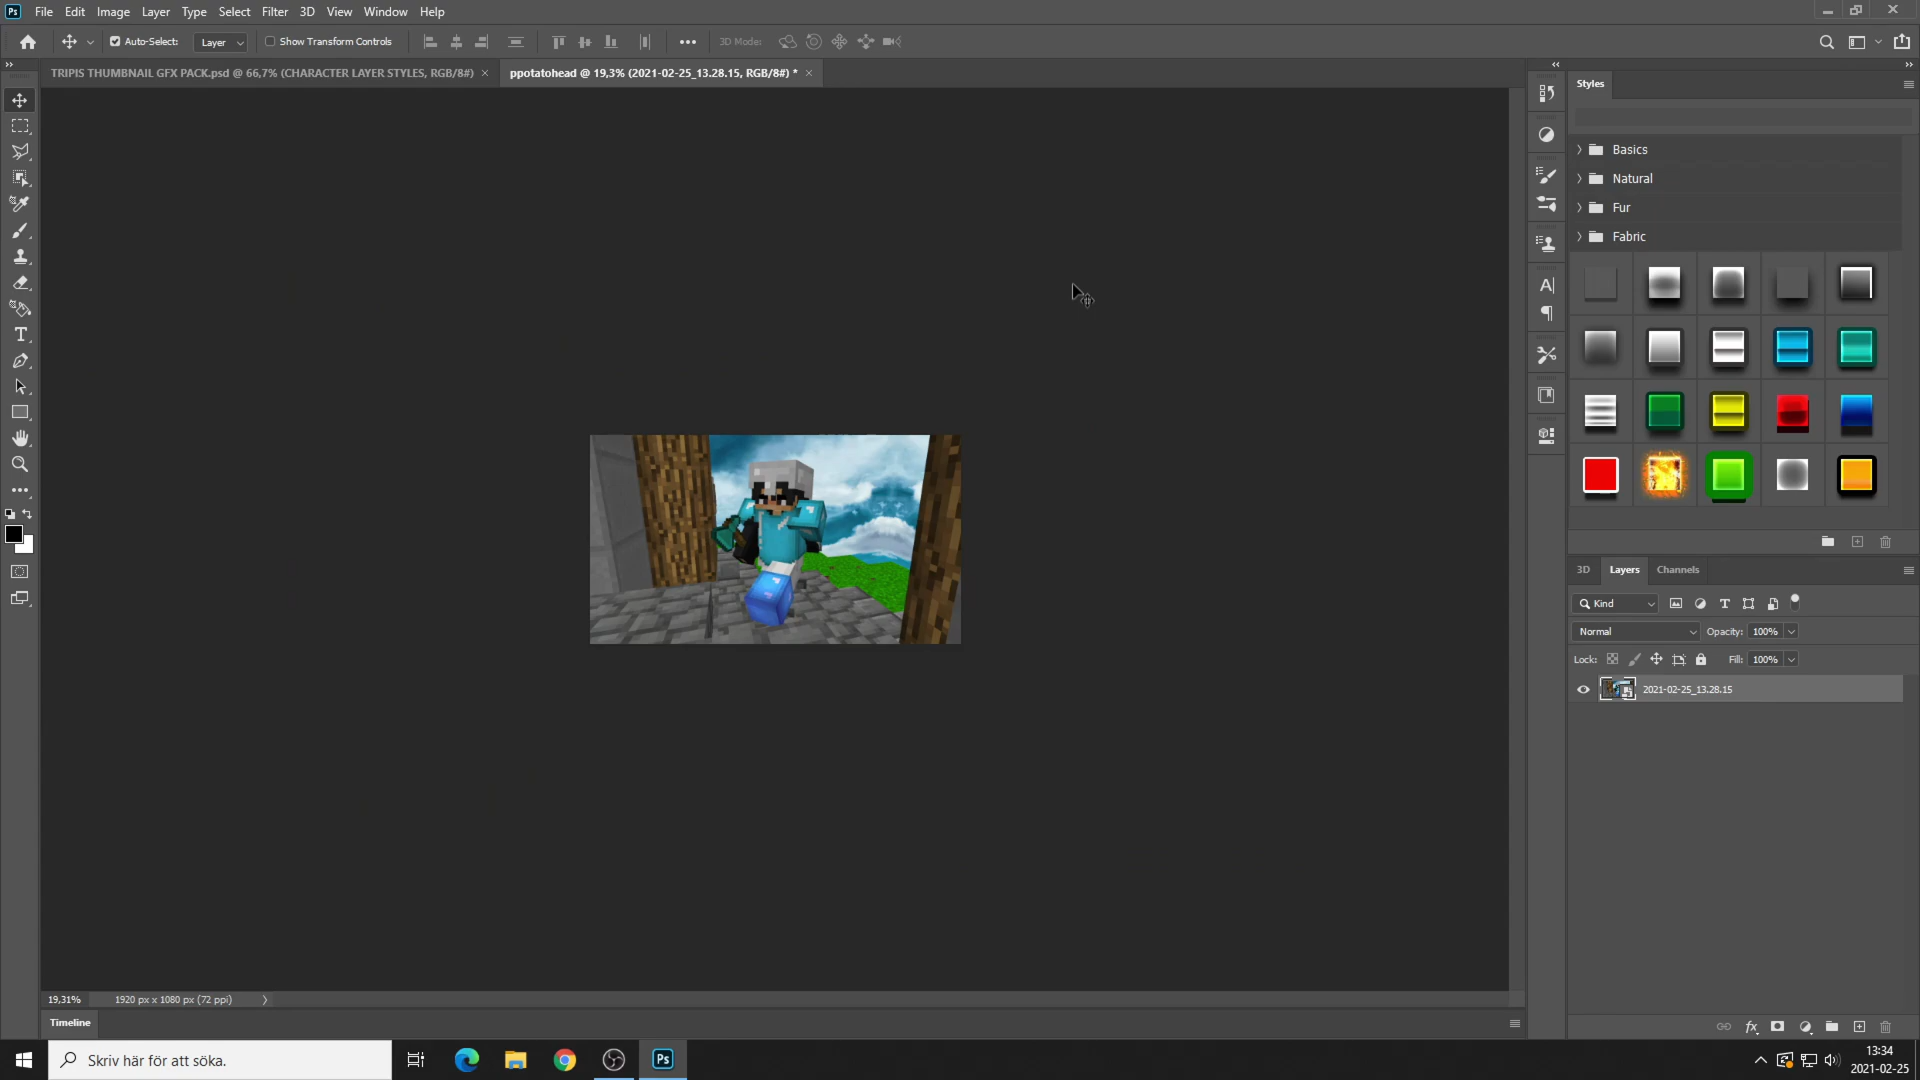 Ps File Edit Image Layer Type Select Filter 3D View Window Help
Auto-Select: Layer Show Transform Controls 3D Mode:
TRIPIS THUMBNAIL GFX PACK.psd @ 66,7% (CHARACTER LAYER STYLES, RGB/8#) × ppotatohead @ 19,3% (2021-02-25_13.28.15, RGB/8#) * ×
Styles
Basics
Natural
Fur
Fabric
3D Layers Channels
Kind
Normal Opacity: 100%
Lock: Fill: 100%
2021-02-25_13.28.15
19,31% 1920 px x 1080 px (72 ppi)
Timeline
Skriv här för att söka.
Ps
13:34
2021-02-25